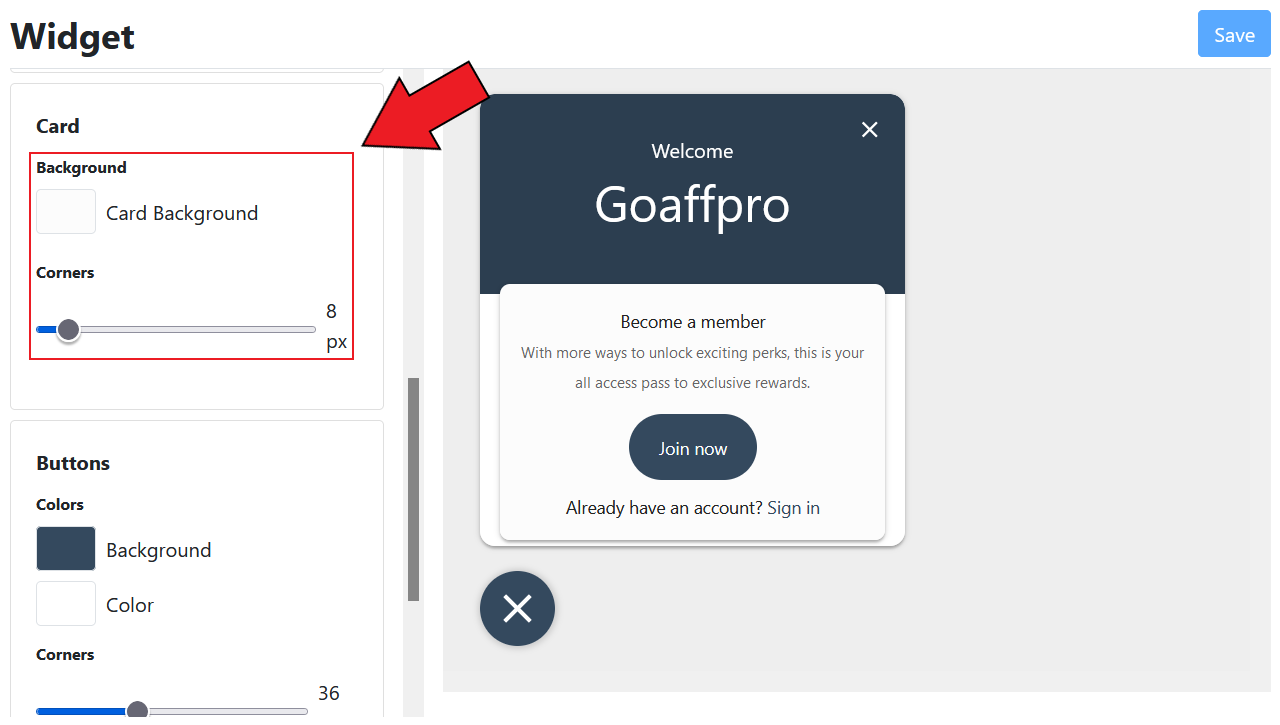 Widget
Save
Card
Background
Card Background
Corners
8
px
Buttons
Colors
Background
Color
Corners
36
Welcome
Goaffpro
Become a member
With more ways to unlock exciting perks, this is your
all access pass to exclusive rewards.
Join now
Already have an account? Sign in